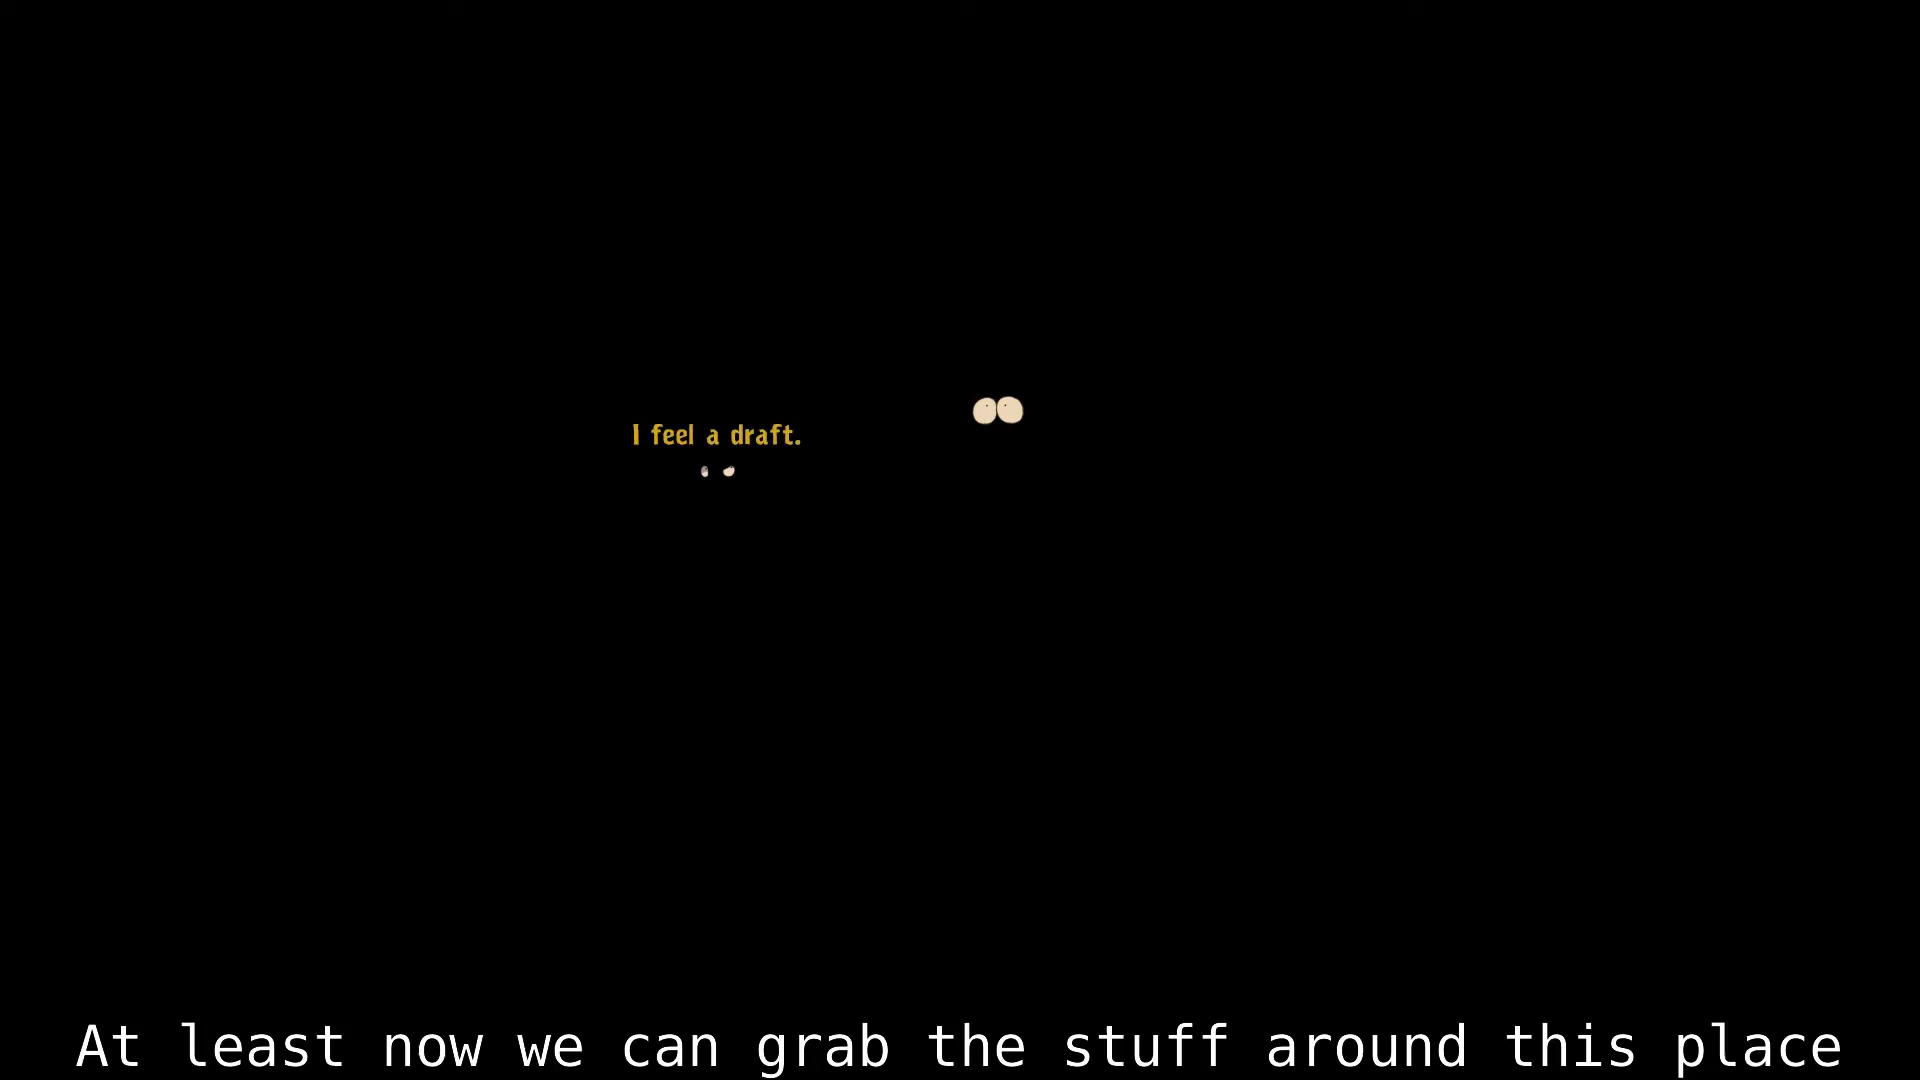 I feel a draft.
At least now we can grab the stuff around this place